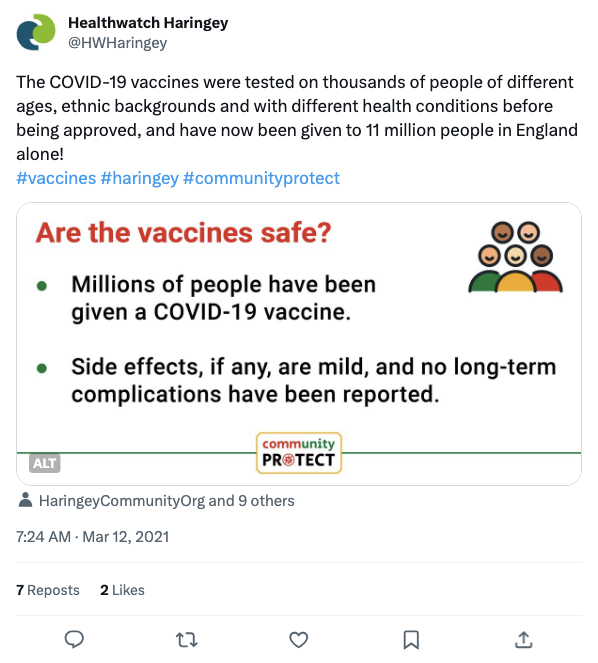 Healthwatch Haringey
@HWHaringey
The COVID-19 vaccines were tested on thousands of people of different
ages, ethnic backgrounds and with different health conditions before
being approved, and have now been given to 11 million people in England
alone!
#vaccines #haringey #communityprotect
Are the vaccines safe?
• Millions of people have been
given a COVID-19 vaccine.
• Side effects, if any, are mild, and no long-term
complications have been reported.
community
PROTECT
ALT
HaringeyCommunityOrg and 9 others
7:24 AM · Mar 12, 2021
7 Reposts 2 Likes